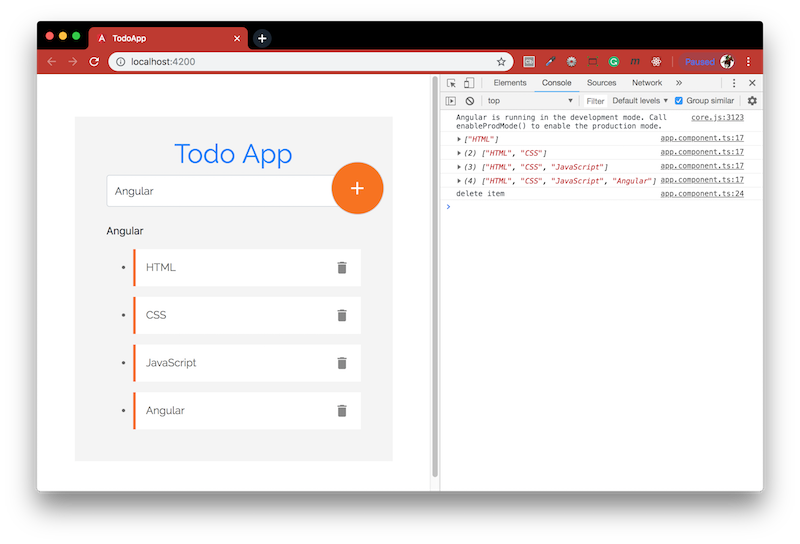 TodoApp
localhost:4200
Paused
Todo App
Angular
Angular
HTML
CSS
JavaScript
Angular
Elements Console Sources Network »
top Filter Default levels ▼ Group similar
Angular is running in the development mode. Call core.js:3123
enableProdMode() to enable the production mode.
▶ ["HTML"] app.component.ts:17
▶ (2) ["HTML", "CSS"] app.component.ts:17
▶ (3) ["HTML", "CSS", "JavaScript"] app.component.ts:17
▶ (4) ["HTML", "CSS", "JavaScript", "Angular"] app.component.ts:17
delete item app.component.ts:24